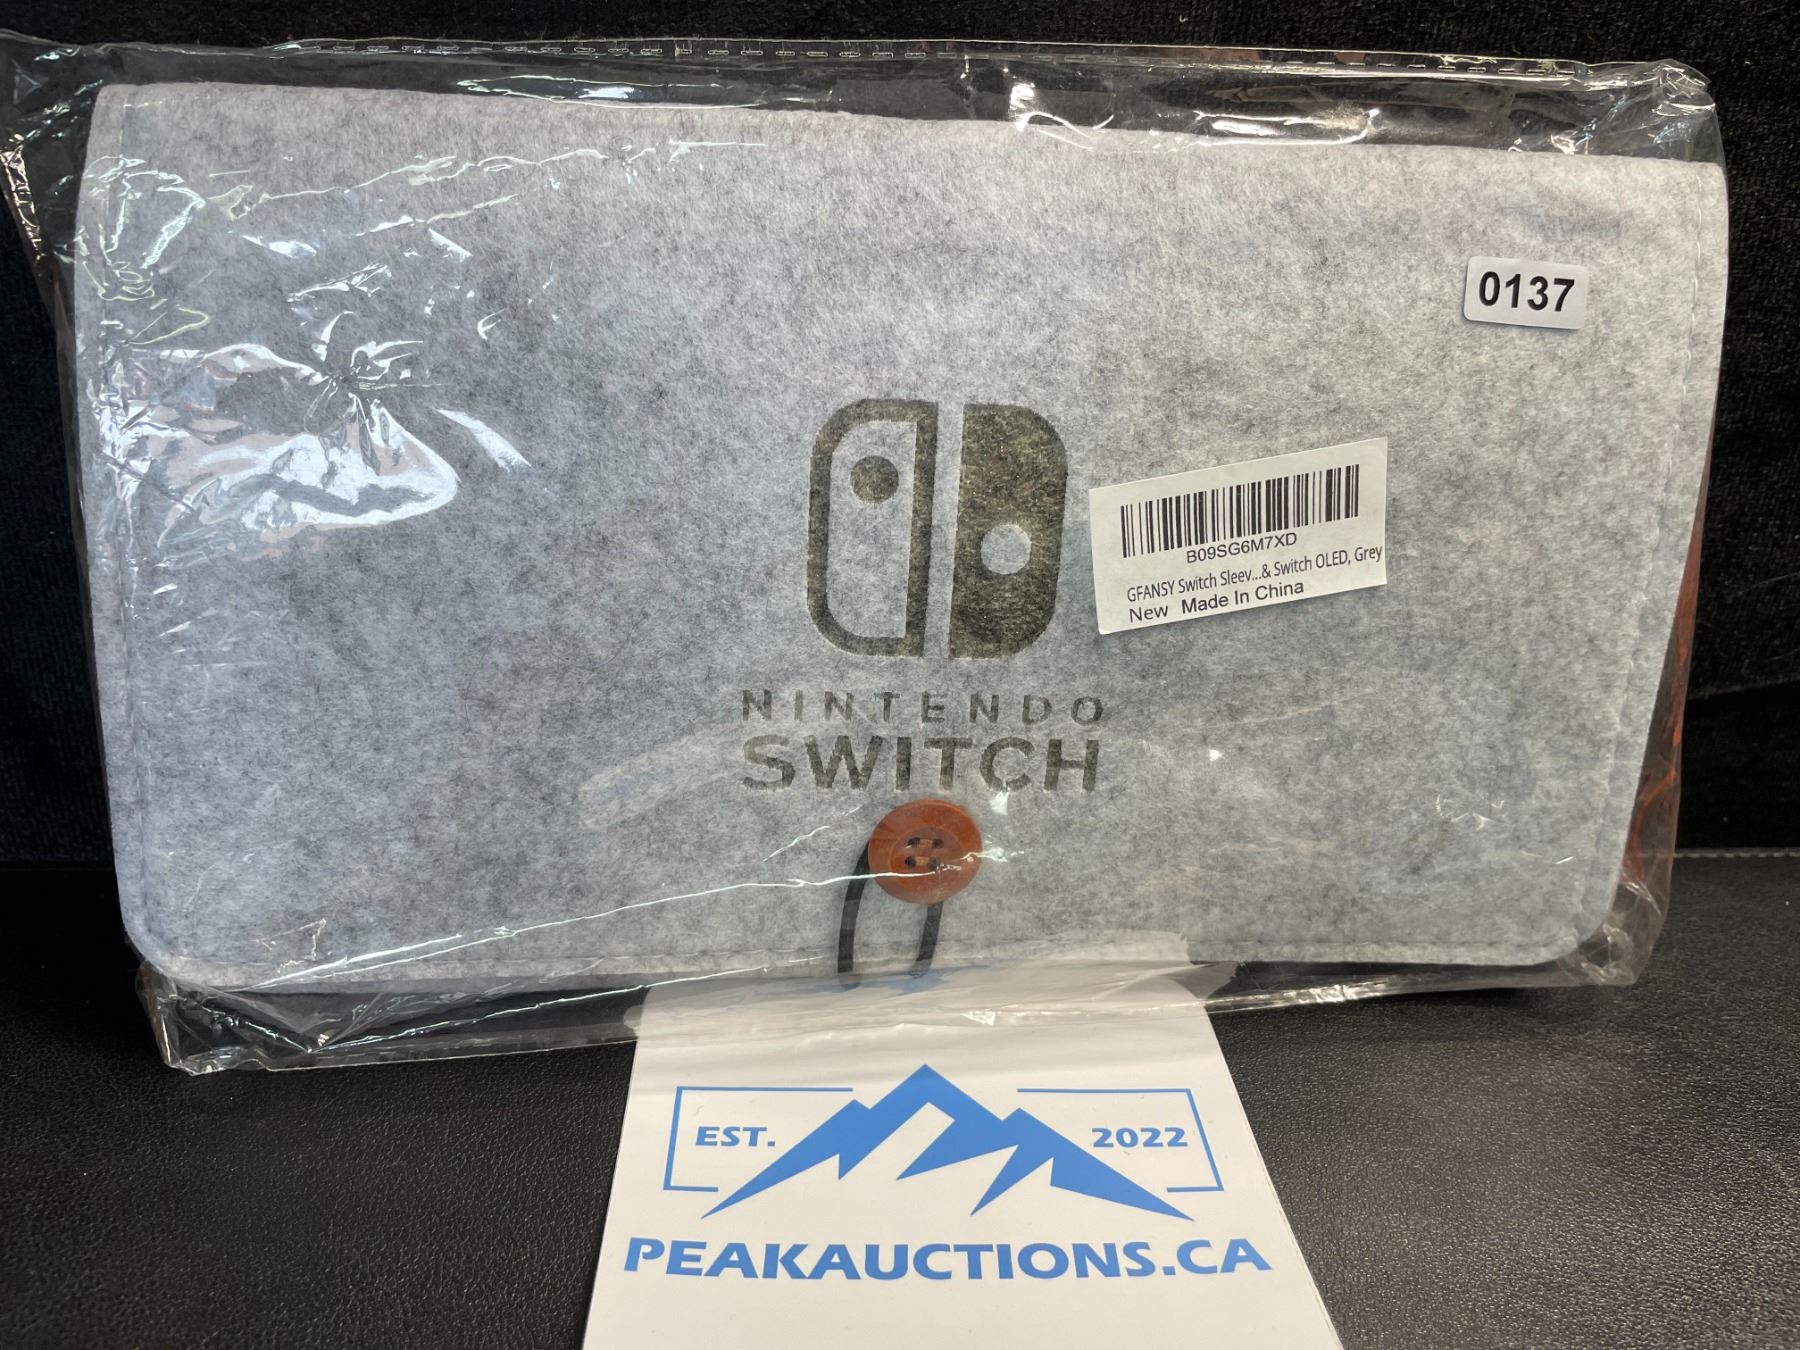 0137
B09SG6M7XD
GFANSY Switch Sleev...& Switch OLED, Grey
New Made In China
NINTENDO
SWITCH
EST. 2022
PEAKAUCTIONS.CA